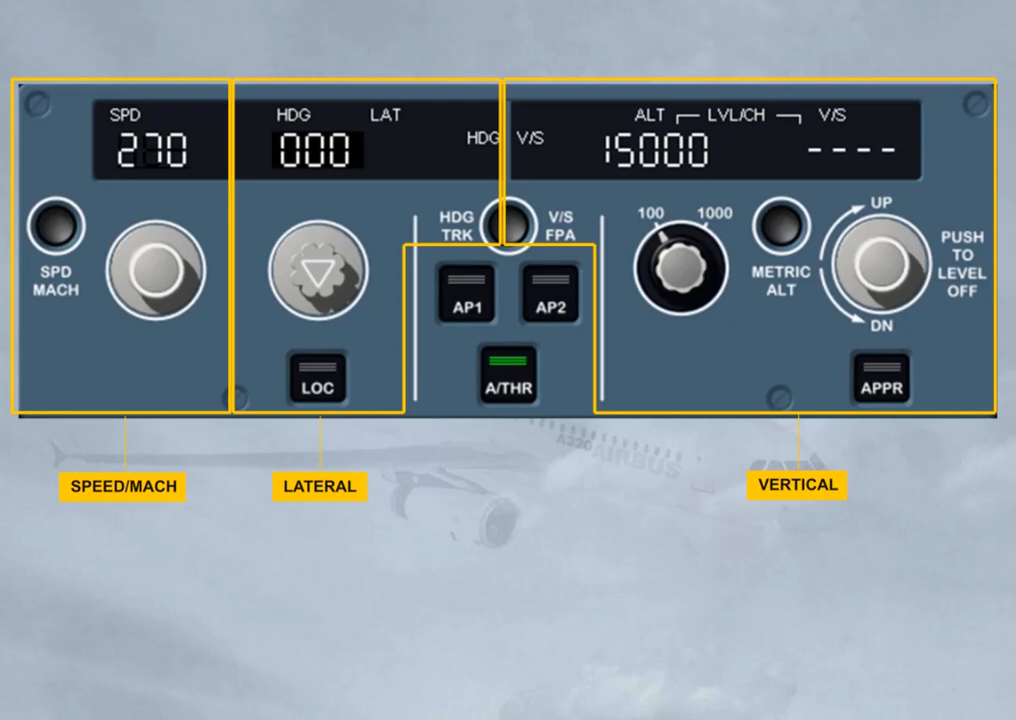 SPD
HDG LAT
ALT LVL/CH V/S
HDG V/S
270
000
15000
----
SPD
MACH
HDG
TRK
V/S
FPA
100 1000
METRIC
ALT
UP
DN
PUSH
TO
LEVEL
OFF
AP1
AP2
LOC
A/THR
APPR
A320 AIRBUS
SPEED/MACH
LATERAL
VERTICAL